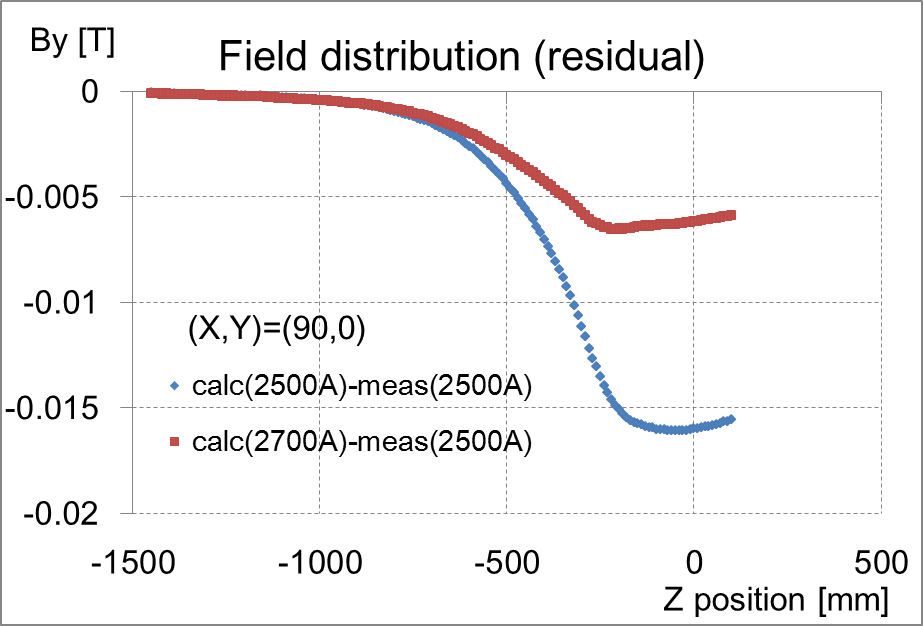 By [T]
Field distribution (residual)
0
-0.005
-0.01
-0.015
-0.02
(X,Y)=(90,0)
calc(2500A)-meas(2500A)
calc(2700A)-meas(2500A)
-1500 -1000 -500 0 500
Z position [mm]